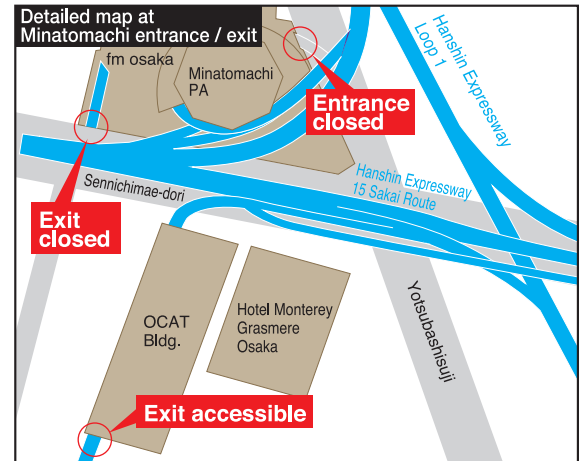 Detailed map at
Minatomachi entrance / exit
fm osaka
Minatomachi
PA
Entrance
closed
Hanshin Expressway
Loop 1
Hanshin Expressway
15 Sakai Route
Sennichimae-dori
Exit
closed
OCAT
Bldg.
Hotel Monterey
Grasmere
Osaka
Yotsubashisuji
Exit accessible